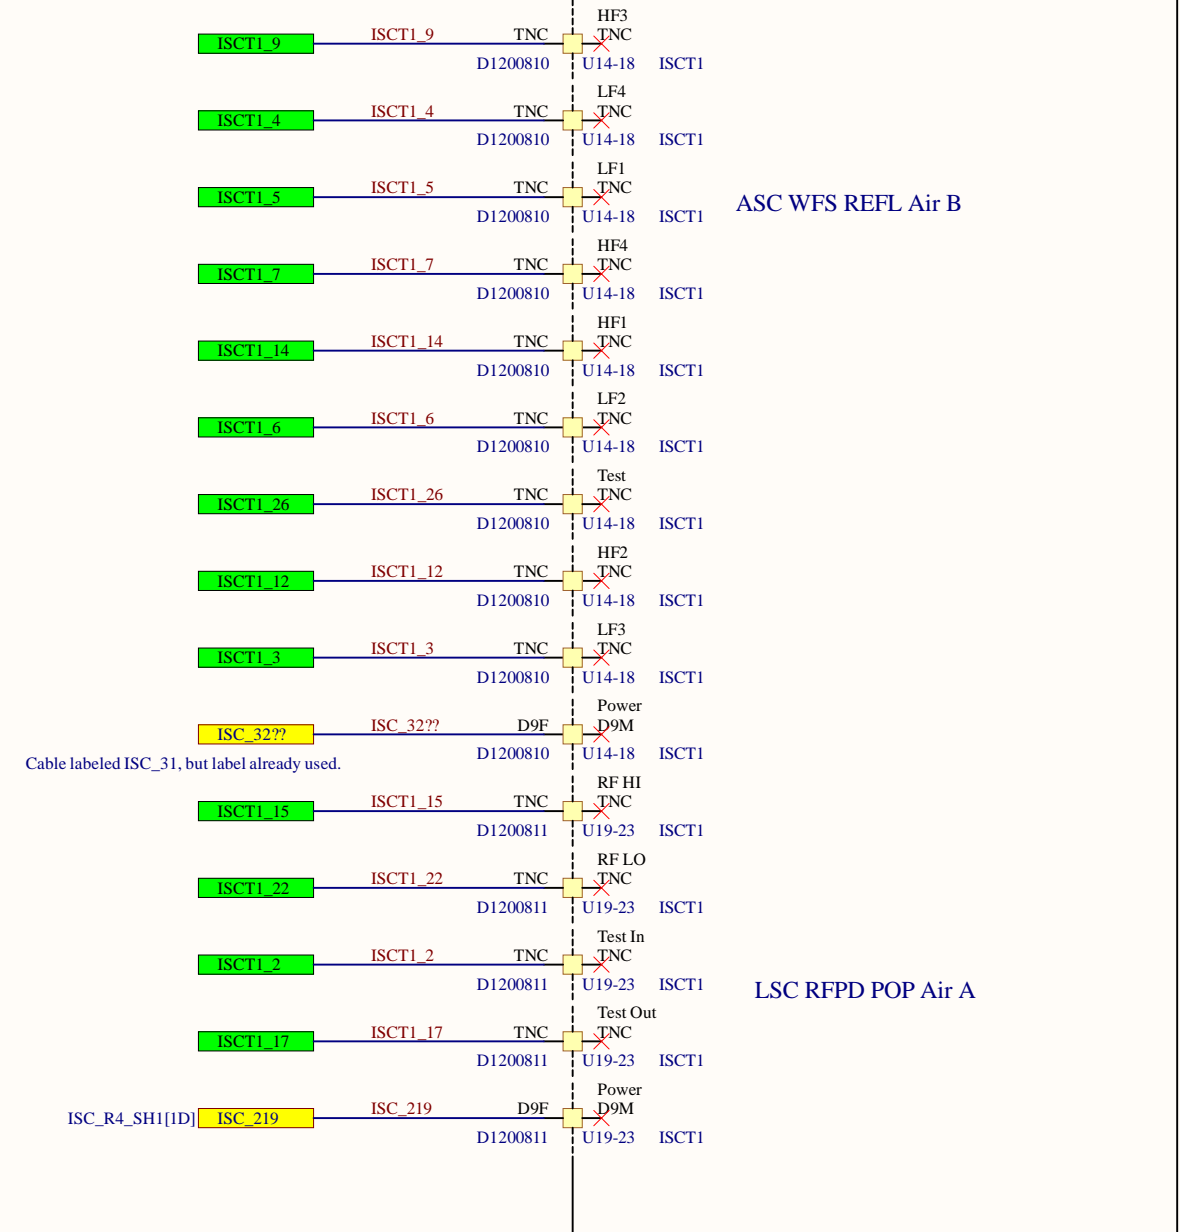 HF3
ISCT1_9 ISCT1_9 TNC TNC
D1200810 U14-18 ISCT1
LF4
ISCT1_4 ISCT1_4 TNC TNC
D1200810 U14-18 ISCT1
LF1
ISCT1_5 ISCT1_5 TNC TNC
ASC WFS REFL Air B
D1200810 U14-18 ISCT1
HF4
ISCT1_7 ISCT1_7 TNC TNC
D1200810 U14-18 ISCT1
HF1
ISCT1_14 ISCT1_14 TNC TNC
D1200810 U14-18 ISCT1
LF2
ISCT1_6 ISCT1_6 TNC TNC
D1200810 U14-18 ISCT1
Test
ISCT1_26 ISCT1_26 TNC TNC
D1200810 U14-18 ISCT1
HF2
ISCT1_12 ISCT1_12 TNC TNC
D1200810 U14-18 ISCT1
LF3
ISCT1_3 ISCT1_3 TNC TNC
D1200810 U14-18 ISCT1
Power
ISC_32?? ISC_32?? D9F D9M
D1200810 U14-18 ISCT1
Cable labeled ISC_31, but label already used.
RF HI
ISCT1_15 ISCT1_15 TNC TNC
D1200811 U19-23 ISCT1
RF LO
ISCT1_22 ISCT1_22 TNC TNC
D1200811 U19-23 ISCT1
Test In
ISCT1_2 ISCT1_2 TNC TNC
D1200811 U19-23 ISCT1
LSC RFPD POP Air A
Test Out
ISCT1_17 ISCT1_17 TNC TNC
D1200811 U19-23 ISCT1
Power
ISC_R4_SH1[1D] ISC_219 ISC_219 D9F D9M
D1200811 U19-23 ISCT1